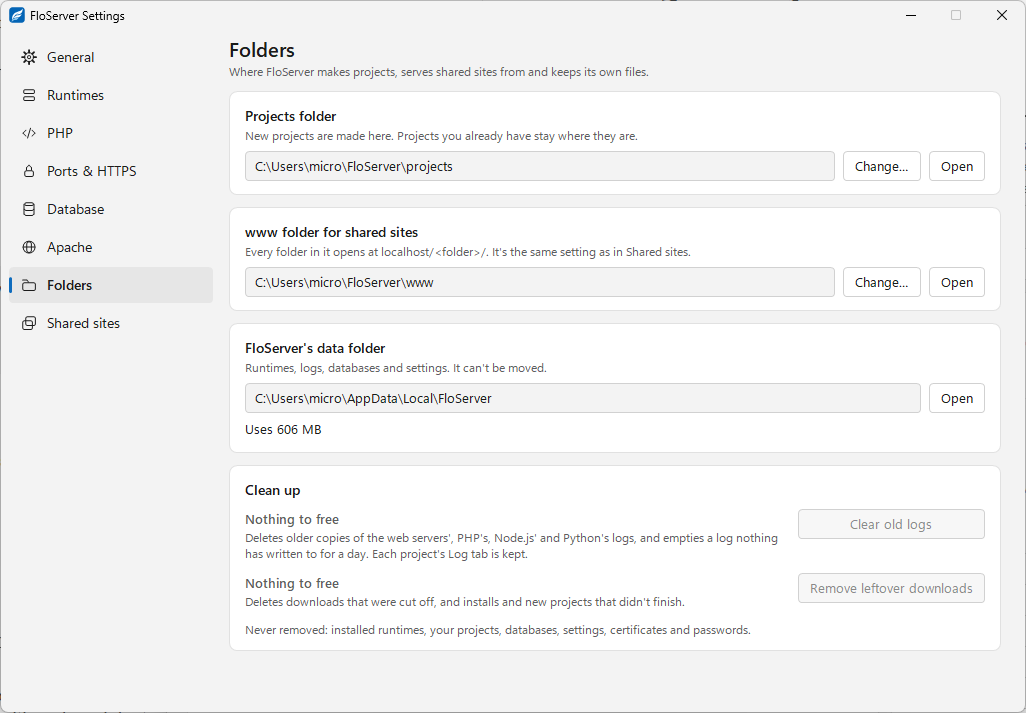 FloServer Settings
General
Runtimes
PHP
Ports & HTTPS
Database
Apache
Folders
Shared sites
Folders
Where FloServer makes projects, serves shared sites from and keeps its own files.
Projects folder
New projects are made here. Projects you already have stay where they are.
C:\Users\micro\FloServer\projects
Change...
Open
www folder for shared sites
Every folder in it opens at localhost/<folder>/. It's the same setting as in Shared sites.
C:\Users\micro\FloServer\www
Change...
Open
FloServer's data folder
Runtimes, logs, databases and settings. It can't be moved.
C:\Users\micro\AppData\Local\FloServer
Open
Uses 606 MB
Clean up
Nothing to free
Deletes older copies of the web servers', PHP's, Node.js' and Python's logs, and empties a log nothing
has written to for a day. Each project's Log tab is kept.
Clear old logs
Nothing to free
Deletes downloads that were cut off, and installs and new projects that didn't finish.
Remove leftover downloads
Never removed: installed runtimes, your projects, databases, settings, certificates and passwords.